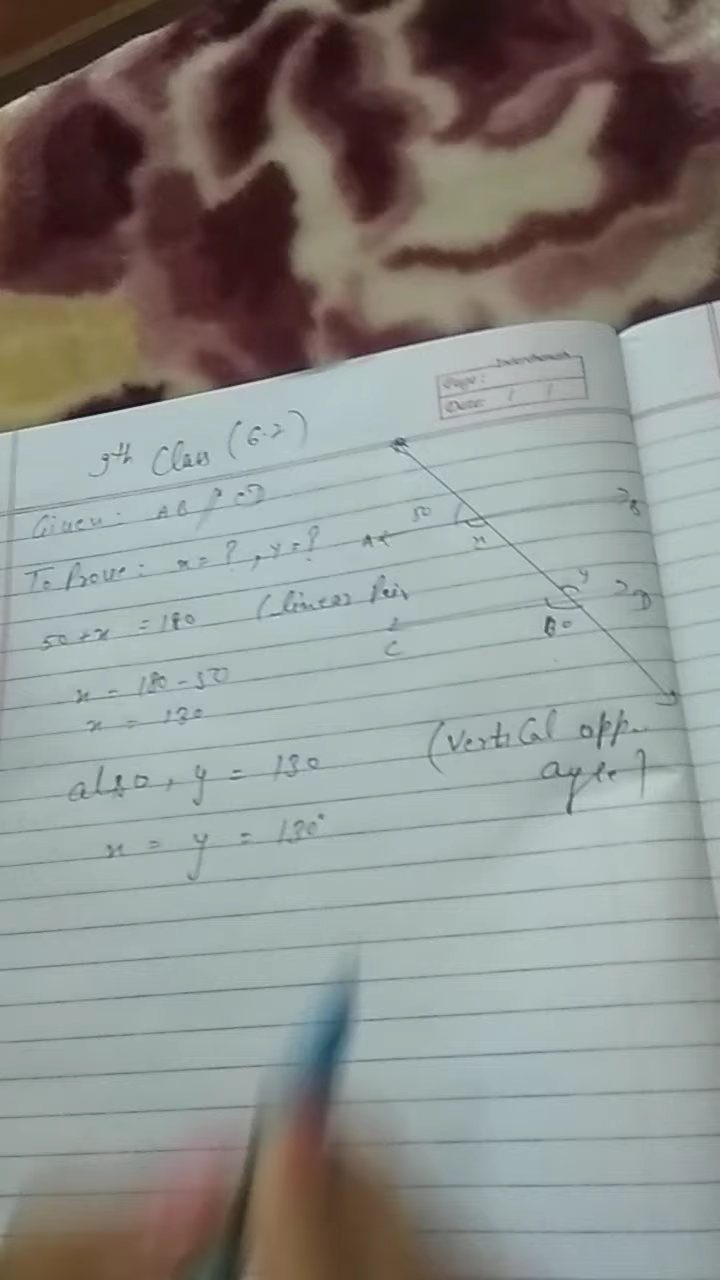 9th Class (6.2)
Page:
Date: / /
Given: AB // CD
To Prove: x = ?, y = ?
50 + x = 180 (linear Pair
x = 180 - 50
x = 130
also, y = 130 (Vertical opp.
x = y = 130°
50
x
A
B
y
D
C